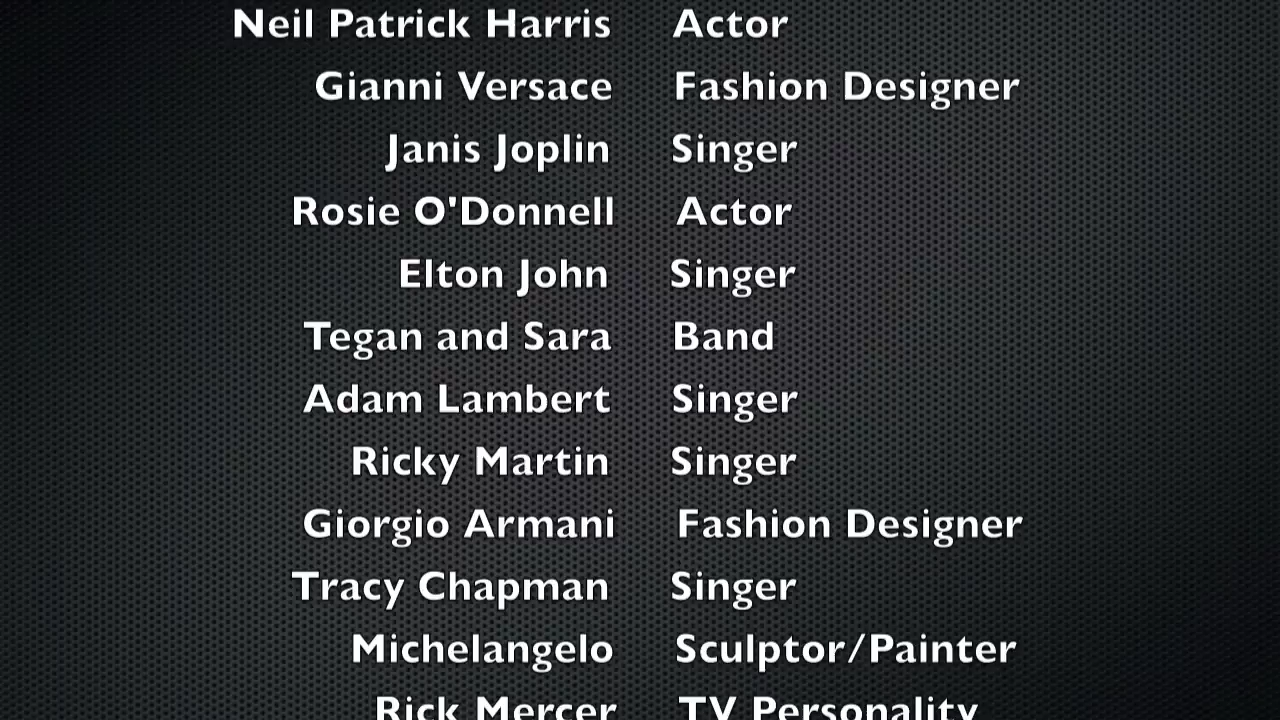 Neil Patrick Harris Actor
Gianni Versace Fashion Designer
Janis Joplin Singer
Rosie O'Donnell Actor
Elton John Singer
Tegan and Sara Band
Adam Lambert Singer
Ricky Martin Singer
Giorgio Armani Fashion Designer
Tracy Chapman Singer
Michelangelo Sculptor/Painter
Rick Mercer TV Personality